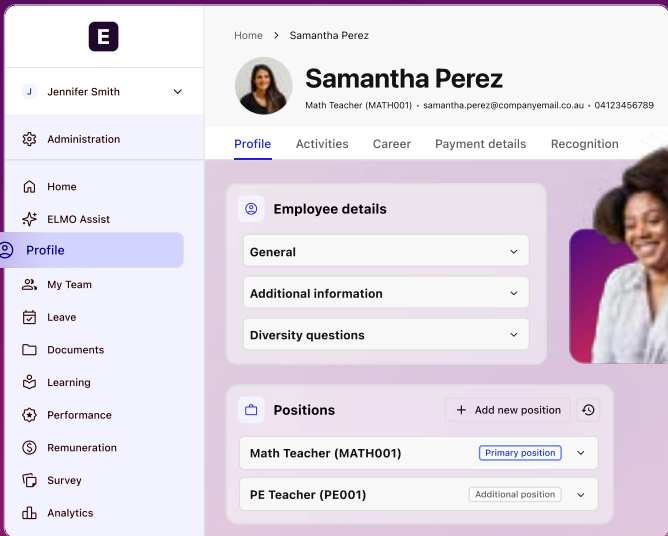 E
J Jennifer Smith
Administration
Home
ELMO Assist
Profile
My Team
Leave
Documents
Learning
Performance
Remuneration
Survey
Analytics
Home > Samantha Perez
Samantha Perez
Math Teacher (MATH001) • samantha.perez@companyemail.co.au • 04123456789
Profile Activities Career Payment details Recognition
Employee details
General
Additional information
Diversity questions
Positions + Add new position
Math Teacher (MATH001) Primary position
PE Teacher (PE001) Additional position